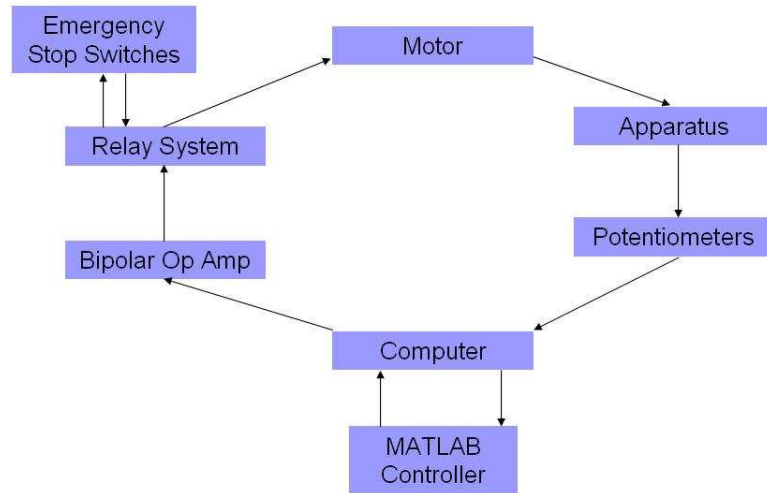 Emergency
Stop Switches
Motor
Relay System
Apparatus
Bipolar Op Amp
Potentiometers
Computer
MATLAB
Controller